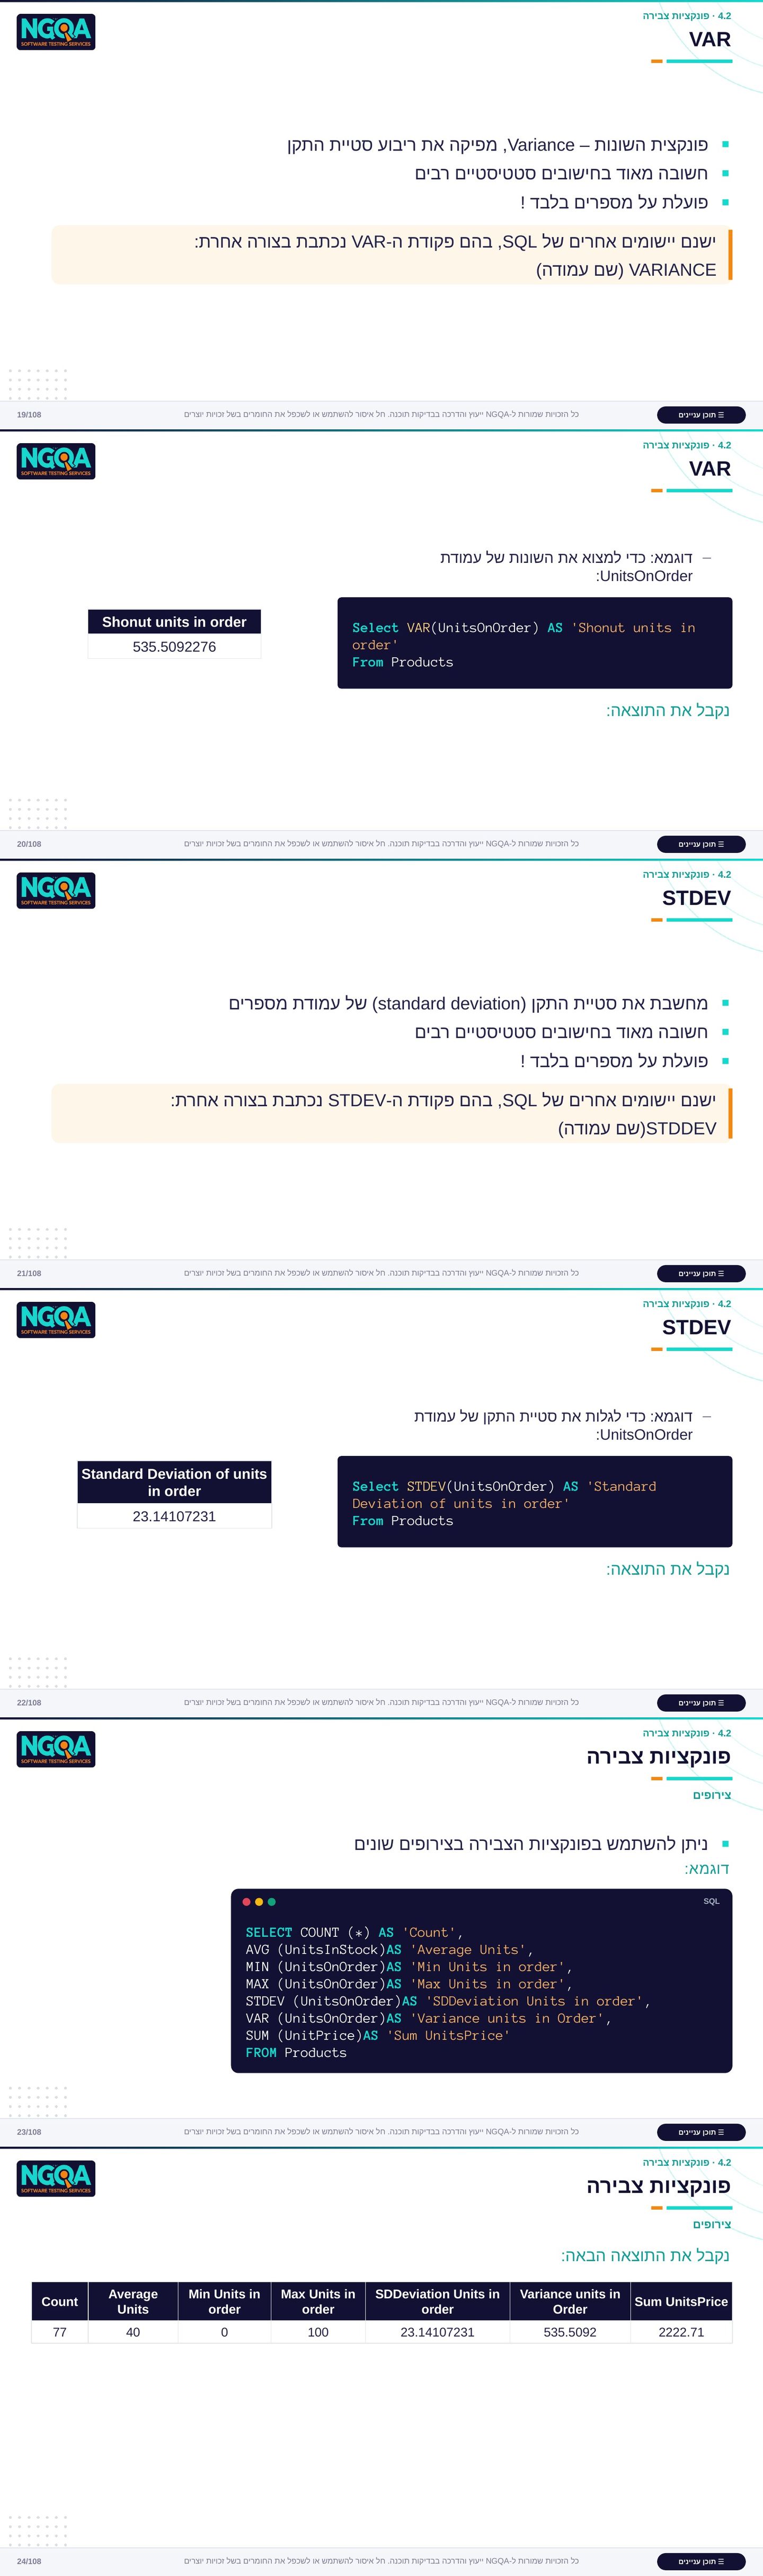 4.2 · פונקציות צבירה
NGQA
SOFTWARE TESTING SERVICES
VAR
פונקצית השונות – Variance, מפיקה את ריבוע סטיית התקן
חשובה מאוד בחישובים סטטיסטיים רבים
פועלת על מספרים בלבד !
ישנם יישומים אחרים של SQL, בהם פקודת ה-VAR נכתבת בצורה אחרת:
VARIANCE (שם עמודה)
☰ תוכן עניינים
כל הזכויות שמורות ל-NGQA ייעוץ והדרכה בבדיקות תוכנה. חל איסור להשתמש או לשכפל את החומרים בשל זכויות יוצרים
19/108
4.2 · פונקציות צבירה
NGQA
SOFTWARE TESTING SERVICES
VAR
– דוגמא: כדי למצוא את השונות של עמודת
UnitsOnOrder:
Select VAR(UnitsOnOrder) AS 'Shonut units in
order'
From Products
נקבל את התוצאה:
Shonut units in order
535.5092276
☰ תוכן עניינים
כל הזכויות שמורות ל-NGQA ייעוץ והדרכה בבדיקות תוכנה. חל איסור להשתמש או לשכפל את החומרים בשל זכויות יוצרים
20/108
4.2 · פונקציות צבירה
NGQA
SOFTWARE TESTING SERVICES
STDEV
מחשבת את סטיית התקן (standard deviation) של עמודת מספרים
חשובה מאוד בחישובים סטטיסטיים רבים
פועלת על מספרים בלבד !
ישנם יישומים אחרים של SQL, בהם פקודת ה-STDEV נכתבת בצורה אחרת:
STDDEV(שם עמודה)
☰ תוכן עניינים
כל הזכויות שמורות ל-NGQA ייעוץ והדרכה בבדיקות תוכנה. חל איסור להשתמש או לשכפל את החומרים בשל זכויות יוצרים
21/108
4.2 · פונקציות צבירה
NGQA
SOFTWARE TESTING SERVICES
STDEV
– דוגמא: כדי לגלות את סטיית התקן של עמודת
UnitsOnOrder:
Select STDEV(UnitsOnOrder) AS 'Standard
Deviation of units in order'
From Products
נקבל את התוצאה:
Standard Deviation of units
in order
23.14107231
☰ תוכן עניינים
כל הזכויות שמורות ל-NGQA ייעוץ והדרכה בבדיקות תוכנה. חל איסור להשתמש או לשכפל את החומרים בשל זכויות יוצרים
22/108
4.2 · פונקציות צבירה
NGQA
SOFTWARE TESTING SERVICES
פונקציות צבירה
צירופים
ניתן להשתמש בפונקציות הצבירה בצירופים שונים
דוגמא:
SQL
SELECT COUNT (*) AS 'Count',
AVG (UnitsInStock)AS 'Average Units',
MIN (UnitsOnOrder)AS 'Min Units in order',
MAX (UnitsOnOrder)AS 'Max Units in order',
STDEV (UnitsOnOrder)AS 'SDDeviation Units in order',
VAR (UnitsOnOrder)AS 'Variance units in Order',
SUM (UnitPrice)AS 'Sum UnitsPrice'
FROM Products
☰ תוכן עניינים
כל הזכויות שמורות ל-NGQA ייעוץ והדרכה בבדיקות תוכנה. חל איסור להשתמש או לשכפל את החומרים בשל זכויות יוצרים
23/108
4.2 · פונקציות צבירה
NGQA
SOFTWARE TESTING SERVICES
פונקציות צבירה
צירופים
נקבל את התוצאה הבאה:
Count Average Units Min Units in order Max Units in order SDDeviation Units in order Variance units in Order Sum UnitsPrice
77 40 0 100 23.14107231 535.5092 2222.71
☰ תוכן עניינים
כל הזכויות שמורות ל-NGQA ייעוץ והדרכה בבדיקות תוכנה. חל איסור להשתמש או לשכפל את החומרים בשל זכויות יוצרים
24/108